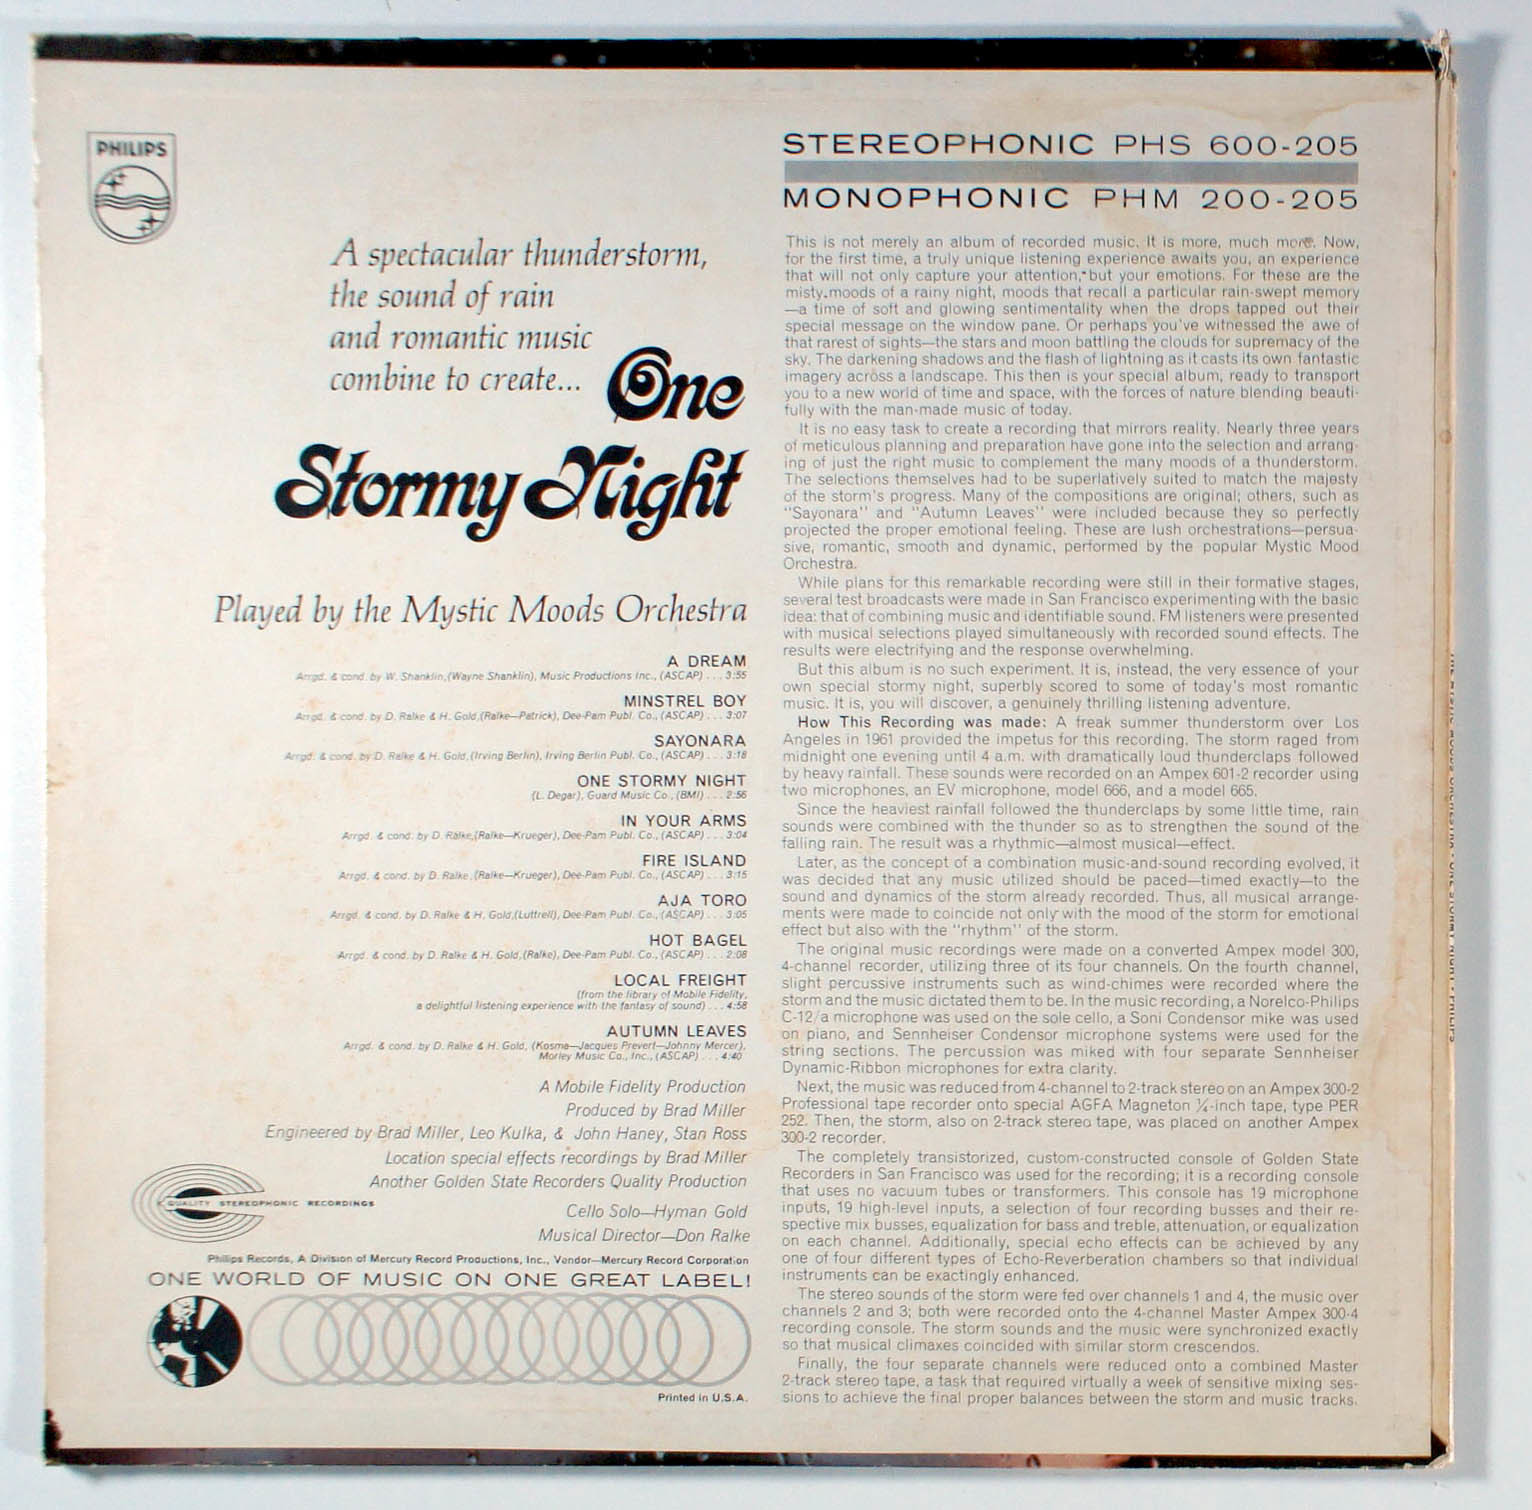 PHILIPS
A spectacular thunderstorm,
the sound of rain
and romantic music
combine to create... One
Stormy Night
Played by the Mystic Moods Orchestra
A DREAM
Arrgd. & cond. by W. Shanklin,(Wayne Shanklin), Music Productions Inc., (ASCAP) . . . 3:55
MINSTREL BOY
Arrgd. & cond. by D. Ralke & H. Gold,(Ralke—Patrick), Dee-Pam Publ. Co., (ASCAP) . . . 3:07
SAYONARA
Arrgd. & cond. by D. Ralke & H. Gold,(Irving Berlin), Irving Berlin Publ. Co., (ASCAP) . . . 3:18
ONE STORMY NIGHT
(L. Degar), Guard Music Co., (BMI) . . . 2:56
IN YOUR ARMS
Arrgd. & cond. by D. Ralke,(Ralke—Krueger), Dee-Pam Publ. Co., (ASCAP) . . . 3:04
FIRE ISLAND
Arrgd. & cond. by D. Ralke,(Ralke—Krueger), Dee-Pam Publ. Co., (ASCAP) . . . 3:15
AJA TORO
Arrgd. & cond. by D. Ralke & H. Gold,(Luttrell), Dee-Pam Publ. Co., (ASCAP) . . . 3:05
HOT BAGEL
Arrgd. & cond. by D. Ralke & H. Gold,(Ralke), Dee-Pam Publ. Co., (ASCAP) . . . 2:08
LOCAL FREIGHT
(from the library of Mobile Fidelity,
a delightful listening experience with the fantasy of sound) . . . 4:58
AUTUMN LEAVES
Arrgd. & cond. by D. Ralke & H. Gold, (Kosma—Jacques Prevert—Johnny Mercer),
Morley Music Co., Inc., (ASCAP) . . . 4:40
A Mobile Fidelity Production
Produced by Brad Miller
Engineered by Brad Miller, Leo Kulka, & John Haney, Stan Ross
Location special effects recordings by Brad Miller
Another Golden State Recorders Quality Production
QUALITY STEREOPHONIC RECORDINGS
Cello Solo—Hyman Gold
Musical Director—Don Ralke
Philips Records, A Division of Mercury Record Productions, Inc., Vendor—Mercury Record Corporation
ONE WORLD OF MUSIC ON ONE GREAT LABEL!
Printed in U.S.A.
STEREOPHONIC PHS 600-205
MONOPHONIC PHM 200-205
This is not merely an album of recorded music. It is more, much more. Now,
for the first time, a truly unique listening experience awaits you, an experience
that will not only capture your attention, but your emotions. For these are the
misty moods of a rainy night, moods that recall a particular rain-swept memory
—a time of soft and glowing sentimentality when the drops tapped out their
special message on the window pane. Or perhaps you've witnessed the awe of
that rarest of sights—the stars and moon battling the clouds for supremacy of the
sky. The darkening shadows and the flash of lightning as it casts its own fantastic
imagery across a landscape. This then is your special album, ready to transport
you to a new world of time and space, with the forces of nature blending beauti-
fully with the man-made music of today.
It is no easy task to create a recording that mirrors reality. Nearly three years
of meticulous planning and preparation have gone into the selection and arrang-
ing of just the right music to complement the many moods of a thunderstorm.
The selections themselves had to be superlatively suited to match the majesty
of the storm's progress. Many of the compositions are original; others, such as
"Sayonara" and "Autumn Leaves" were included because they so perfectly
projected the proper emotional feeling. These are lush orchestrations—persua-
sive, romantic, smooth and dynamic, performed by the popular Mystic Mood
Orchestra.
While plans for this remarkable recording were still in their formative stages,
several test broadcasts were made in San Francisco experimenting with the basic
idea: that of combining music and identifiable sound. FM listeners were presented
with musical selections played simultaneously with recorded sound effects. The
results were electrifying and the response overwhelming.
But this album is no such experiment. It is, instead, the very essence of your
own special stormy night, superbly scored to some of today's most romantic
music. It is, you will discover, a genuinely thrilling listening adventure.
How This Recording was made: A freak summer thunderstorm over Los
Angeles in 1961 provided the impetus for this recording. The storm raged from
midnight one evening until 4 a.m. with dramatically loud thunderclaps followed
by heavy rainfall. These sounds were recorded on an Ampex 601-2 recorder using
two microphones, an EV microphone, model 666, and a model 665.
Since the heaviest rainfall followed the thunderclaps by some little time, rain
sounds were combined with the thunder so as to strengthen the sound of the
falling rain. The result was a rhythmic—almost musical—effect.
Later, as the concept of a combination music-and-sound recording evolved, it
was decided that any music utilized should be paced—timed exactly—to the
sound and dynamics of the storm already recorded. Thus, all musical arrange-
ments were made to coincide not only with the mood of the storm for emotional
effect but also with the "rhythm" of the storm.
The original music recordings were made on a converted Ampex model 300,
4-channel recorder, utilizing three of its four channels. On the fourth channel,
slight percussive instruments such as wind-chimes were recorded where the
storm and the music dictated them to be. In the music recording, a Norelco-Philips
C-12/a microphone was used on the sole cello, a Soni Condensor mike was used
on piano, and Sennheiser Condensor microphone systems were used for the
string sections. The percussion was miked with four separate Sennheiser
Dynamic-Ribbon microphones for extra clarity.
Next, the music was reduced from 4-channel to 2-track stereo on an Ampex 300-2
Professional tape recorder onto special AGFA Magneton ¼-inch tape, type PER
252. Then, the storm, also on 2-track stereo tape, was placed on another Ampex
300-2 recorder.
The completely transistorized, custom-constructed console of Golden State
Recorders in San Francisco was used for the recording; it is a recording console
that uses no vacuum tubes or transformers. This console has 19 microphone
inputs, 19 high-level inputs, a selection of four recording busses and their re-
spective mix busses, equalization for bass and treble, attenuation, or equalization
on each channel. Additionally, special echo effects can be achieved by any
one of four different types of Echo-Reverberation chambers so that individual
instruments can be exactingly enhanced.
The stereo sounds of the storm were fed over channels 1 and 4, the music over
channels 2 and 3; both were recorded onto the 4-channel Master Ampex 300-4
recording console. The storm sounds and the music were synchronized exactly
so that musical climaxes coincided with similar storm crescendos.
Finally, the four separate channels were reduced onto a combined Master
2-track stereo tape, a task that required virtually a week of sensitive mixing ses-
sions to achieve the final proper balances between the storm and music tracks.